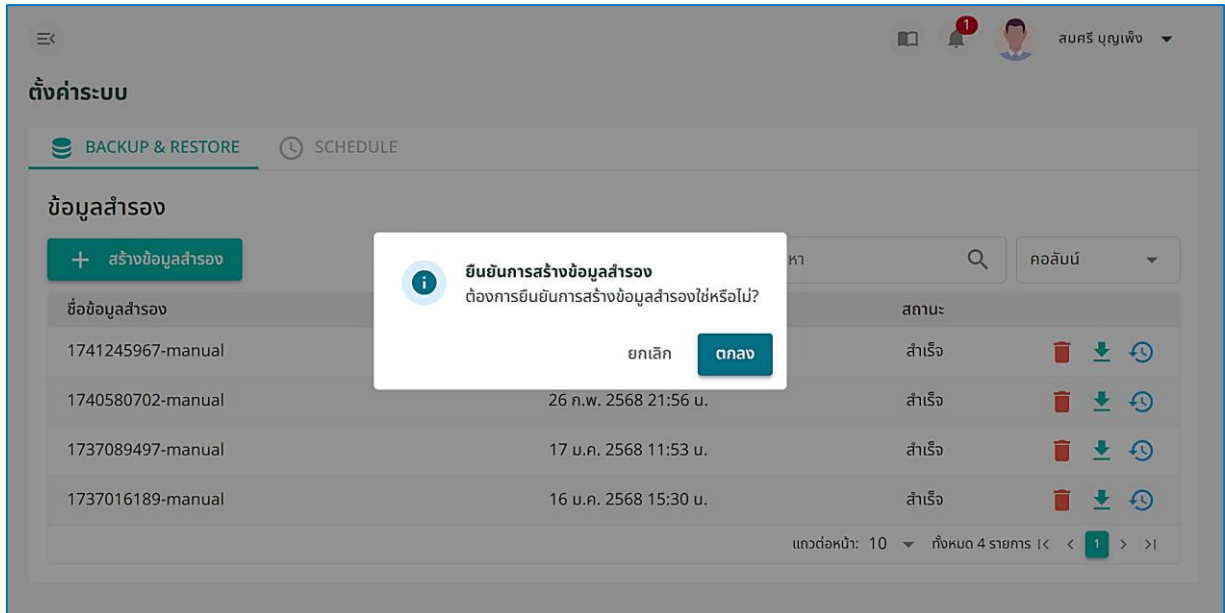 1
สมศรี บุญเพ็ง
ตั้งค่าระบบ
BACKUP & RESTORE
SCHEDULE
ข้อมูลสำรอง
+ สร้างข้อมูลสำรอง
หา
คอลัมน์
ยืนยันการสร้างข้อมูลสำรอง
ต้องการยืนยันการสร้างข้อมูลสำรองใช่หรือไม่?
ยกเลิก
ตกลง
ชื่อข้อมูลสำรอง
สถานะ
1741245967-manual สำเร็จ
1740580702-manual 26 ก.พ. 2568 21:56 น. สำเร็จ
1737089497-manual 17 ม.ค. 2568 11:53 น. สำเร็จ
1737016189-manual 16 ม.ค. 2568 15:30 น. สำเร็จ
แถวต่อหน้า: 10 ทั้งหมด 4 รายการ |< < 1 > >|